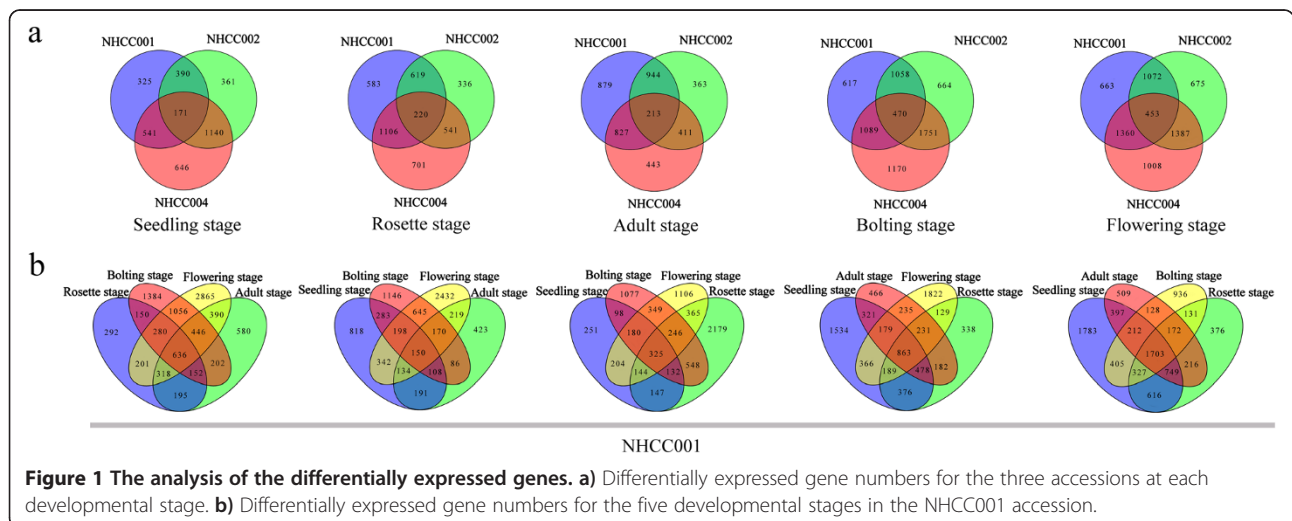 a
NHCC001 NHCC002
325 390 361
171
541 1140
646
NHCC004
Seedling stage
NHCC001 NHCC002
583 619 336
220
1106 541
701
NHCC004
Rosette stage
NHCC001 NHCC002
879 944 363
213
827 411
443
NHCC004
Adult stage
NHCC001 NHCC002
617 1058 664
470
1089 1751
1170
NHCC004
Bolting stage
NHCC001 NHCC002
663 1072 675
453
1360 1387
1008
NHCC004
Flowering stage
b
Bolting stage Flowering stage
Rosette stage Adult stage
1384 2865
150 1056 390
292 280 446 580
636
201 202
318 152
195
Bolting stage Flowering stage
Seedling stage Adult stage
1146 2432
283 645 219
818 198 170 423
150
342 86
134 108
191
Bolting stage Flowering stage
Seedling stage Rosette stage
1077 1106
98 349 365
251 180 246 2179
325
204 548
144 132
147
Adult stage Flowering stage
Seedling stage Rosette stage
466 1822
321 235 129
1534 179 231 338
863
366 182
189 478
376
Adult stage Bolting stage
Seedling stage Rosette stage
509 936
397 128 131
1783 212 172 376
1703
405 216
327 749
616
NHCC001
Figure 1 The analysis of the differentially expressed genes. a) Differentially expressed gene numbers for the three accessions at each
developmental stage. b) Differentially expressed gene numbers for the five developmental stages in the NHCC001 accession.